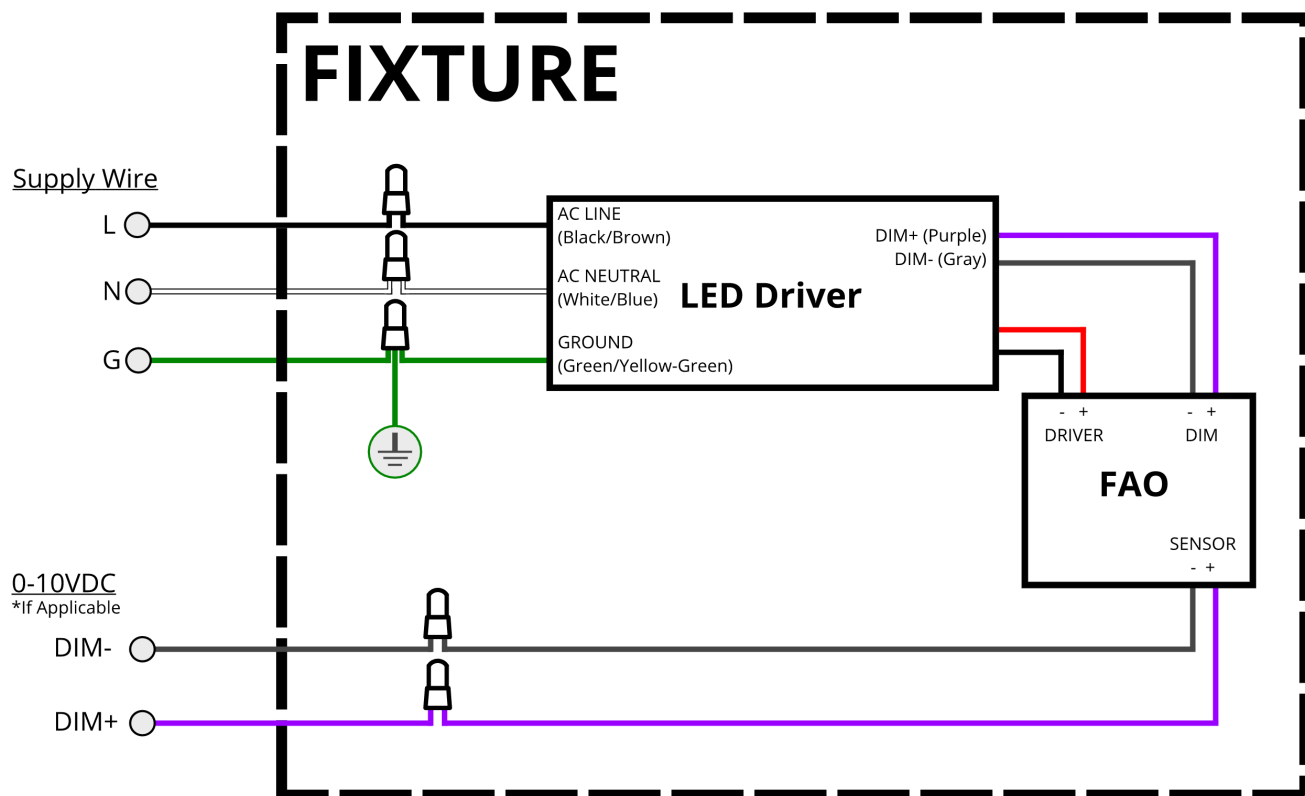 FIXTURE
Supply Wire
L
N
G
AC LINE
(Black/Brown)
AC NEUTRAL
(White/Blue)
GROUND
(Green/Yellow-Green)
LED Driver
DIM+ (Purple)
DIM- (Gray)
- +
DRIVER
- +
DIM
FAO
SENSOR
- +
0-10VDC
*If Applicable
DIM-
DIM+